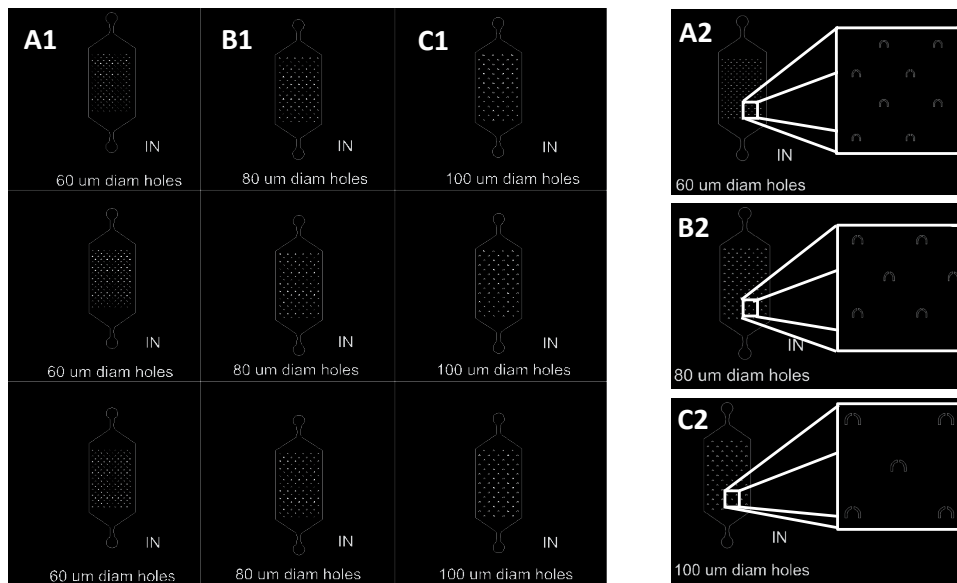 A1
B1
C1
IN
IN
IN
60 um diam holes
80 um diam holes
100 um diam holes
IN
IN
IN
60 um diam holes
80 um diam holes
100 um diam holes
IN
IN
IN
60 um diam holes
80 um diam holes
100 um diam holes
A2
IN
60 um diam holes
B2
IN
80 um diam holes
C2
IN
100 um diam holes